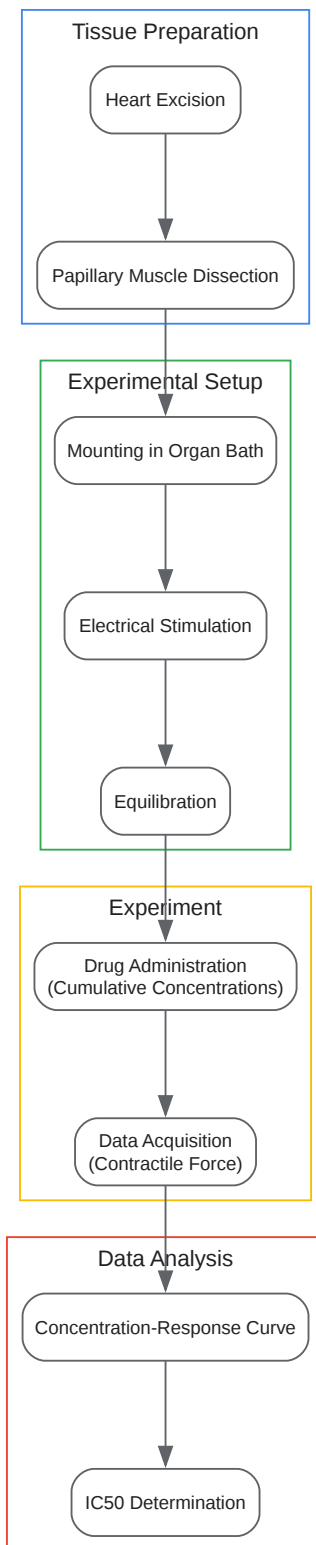 Tissue Preparation
Heart Excision
Papillary Muscle Dissection
Experimental Setup
Mounting in Organ Bath
Electrical Stimulation
Equilibration
Experiment
Drug Administration
(Cumulative Concentrations)
Data Acquisition
(Contractile Force)
Data Analysis
Concentration-Response Curve
IC50 Determination